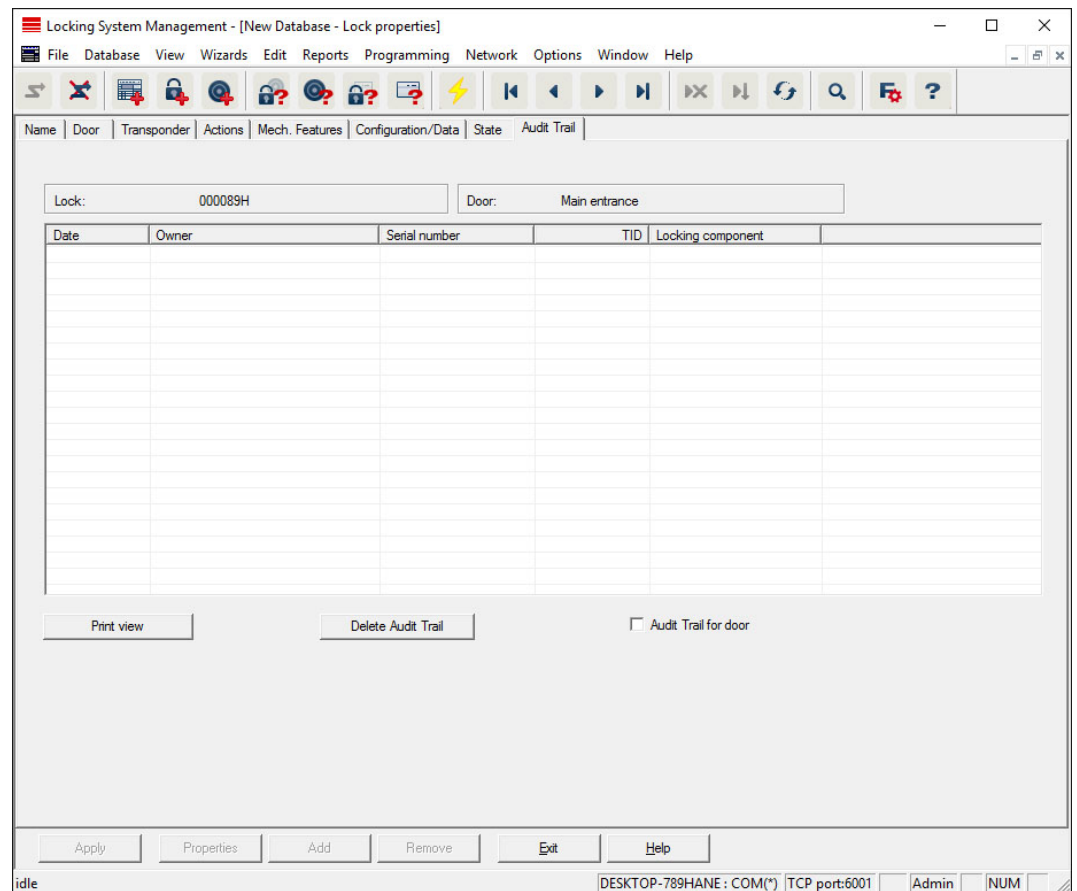 Locking System Management - [New Database - Lock properties]
File Database View Wizards Edit Reports Programming Network Options Window Help
Name Door Transponder Actions Mech. Features Configuration/Data State Audit Trail
Lock: 000089H Door: Main entrance
Date Owner Serial number TID Locking component
Print view Delete Audit Trail Audit Trail for door
Apply Properties Add Remove Exit Help
idle DESKTOP-789HANE : COM(*) TCP port:6001 Admin NUM